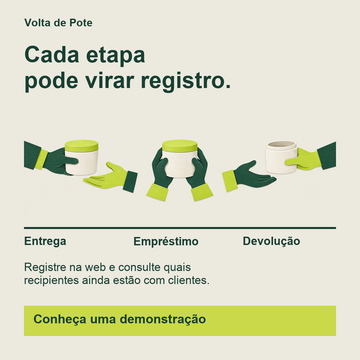 Volta de Pote
Cada etapa
pode virar registro.
Entrega
Empréstimo
Devolução
Registre na web e consulte quais
recipientes ainda estão com clientes.
Conheça uma demonstração